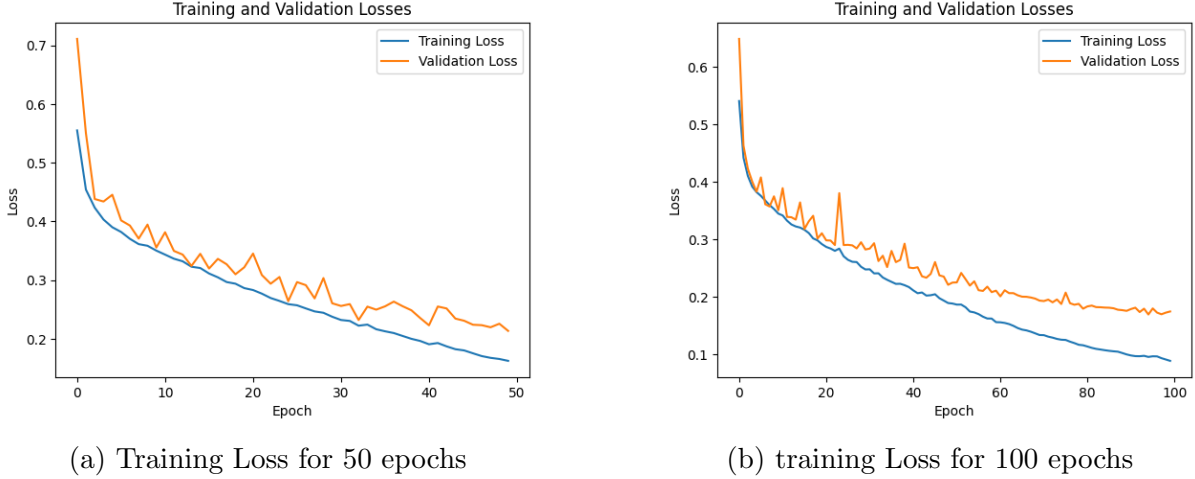 Training and Validation Losses
Training Loss
Validation Loss
0.7
0.6
0.5
0.4
0.3
0.2
Loss
0
10
20
30
40
50
Epoch
(a) Training Loss for 50 epochs
Training and Validation Losses
Training Loss
Validation Loss
0.6
0.5
0.4
0.3
0.2
0.1
Loss
0
20
40
60
80
100
Epoch
(b) training Loss for 100 epochs